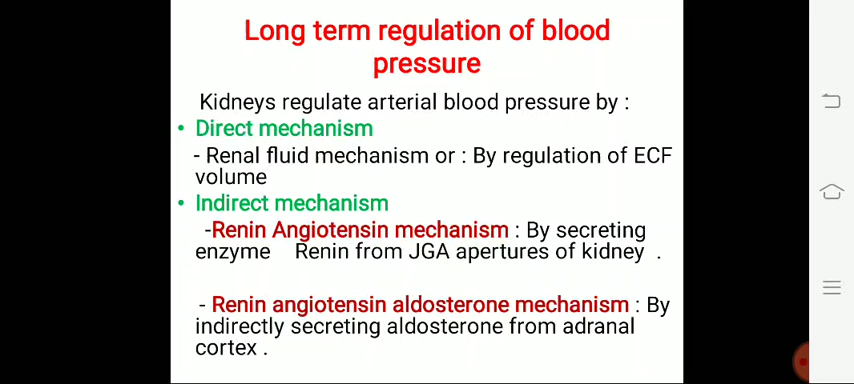 Long term regulation of blood
pressure
Kidneys regulate arterial blood pressure by :
• Direct mechanism
- Renal fluid mechanism or : By regulation of ECF
volume
• Indirect mechanism
-Renin Angiotensin mechanism : By secreting
enzyme Renin from JGA apertures of kidney .
- Renin angiotensin aldosterone mechanism : By
indirectly secreting aldosterone from adranal
cortex .